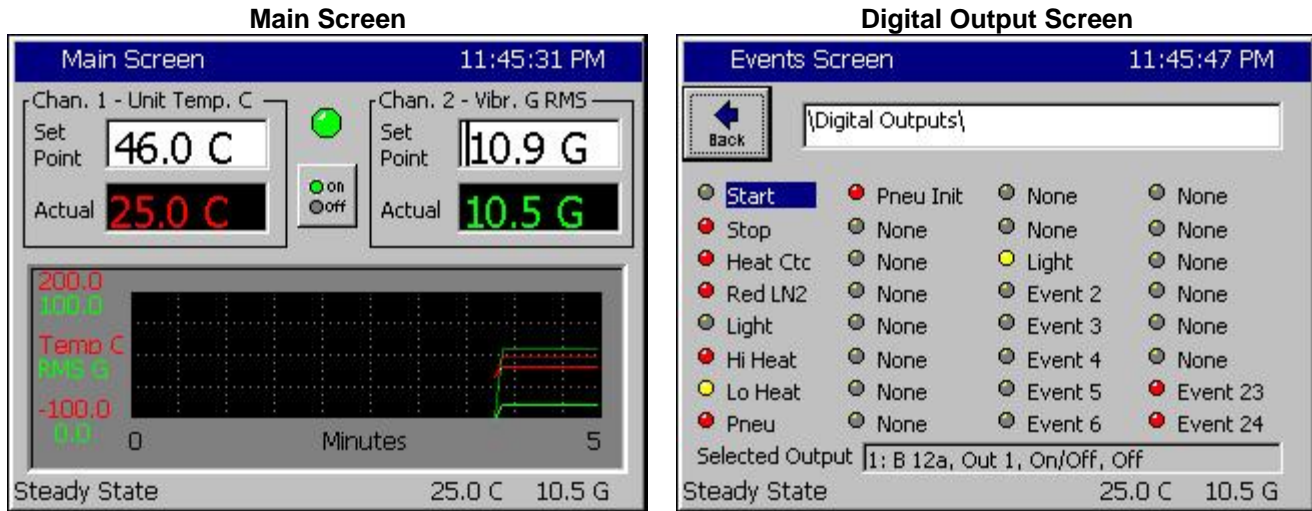 Main Screen
Main Screen 11:45:31 PM
Chan. 1 - Unit Temp. C
Set Point 46.0 C
Actual 25.0 C
on
off
Chan. 2 - Vibr. G RMS
Set Point 10.9 G
Actual 10.5 G
200.0
100.0
Temp C
RMS G
-100.0
0.0
0 Minutes 5
Steady State 25.0 C 10.5 G
Digital Output Screen
Events Screen 11:45:47 PM
Back
\Digital Outputs\
Start Pneu Init None None
Stop None None None
Heat Ctc None Light None
Red LN2 None Event 2 None
Light None Event 3 None
Hi Heat None Event 4 None
Lo Heat None Event 5 Event 23
Pneu None Event 6 Event 24
Selected Output 1: B 12a, Out 1, On/Off, Off
Steady State 25.0 C 10.5 G